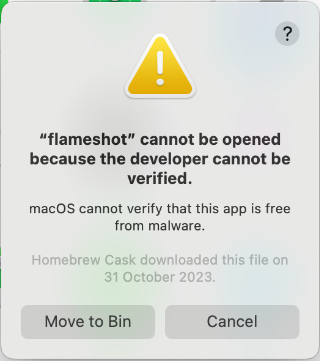 ?
“flameshot” cannot be opened
because the developer cannot be
verified.
macOS cannot verify that this app is free
from malware.
Homebrew Cask downloaded this file on
31 October 2023.
Move to Bin
Cancel